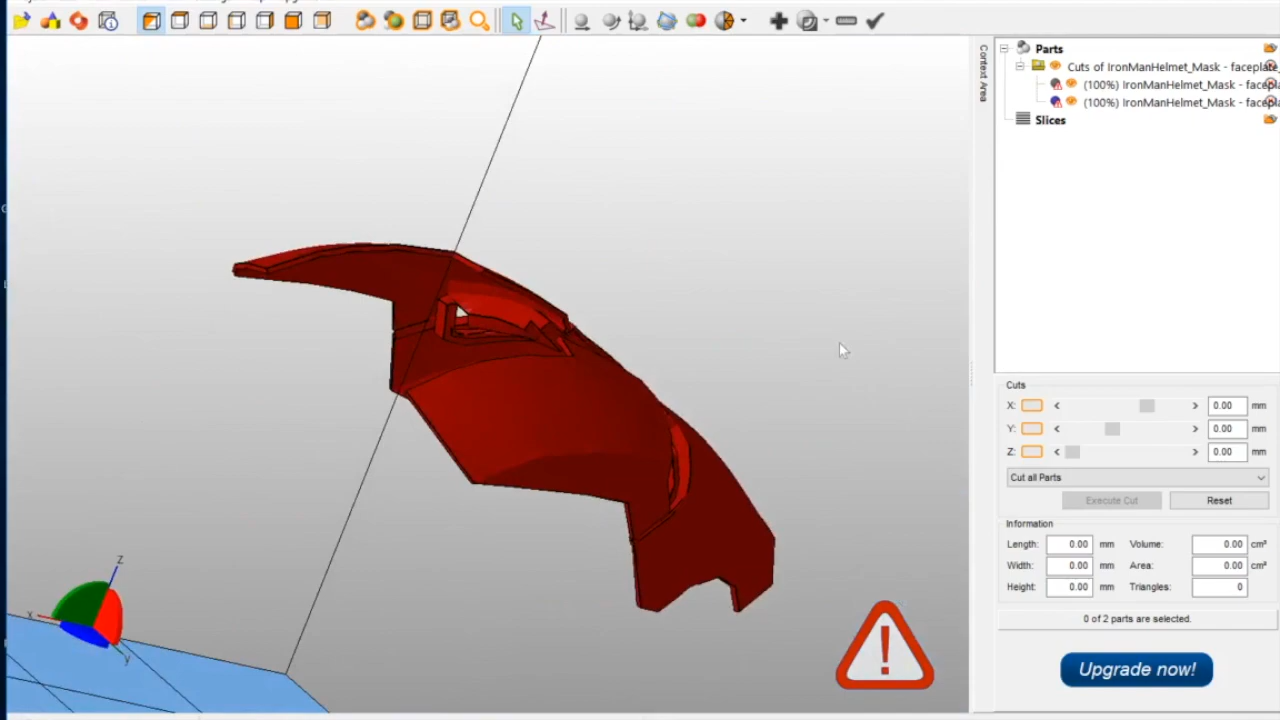 Context Area
Parts
Cuts of IronManHelmet_Mask - faceplate_
(100%) IronManHelmet_Mask - facepla
(100%) IronManHelmet_Mask - facepla
Slices
Cuts
X: < > 0.00 mm
Y: < > 0.00 mm
Z: < > 0.00 mm
Cut all Parts
Execute Cut Reset
Information
Length: 0.00 mm Volume: 0.00 cm³
Width: 0.00 mm Area: 0.00 cm²
Height: 0.00 mm Triangles: 0
0 of 2 parts are selected.
Upgrade now!
z
x
y
!